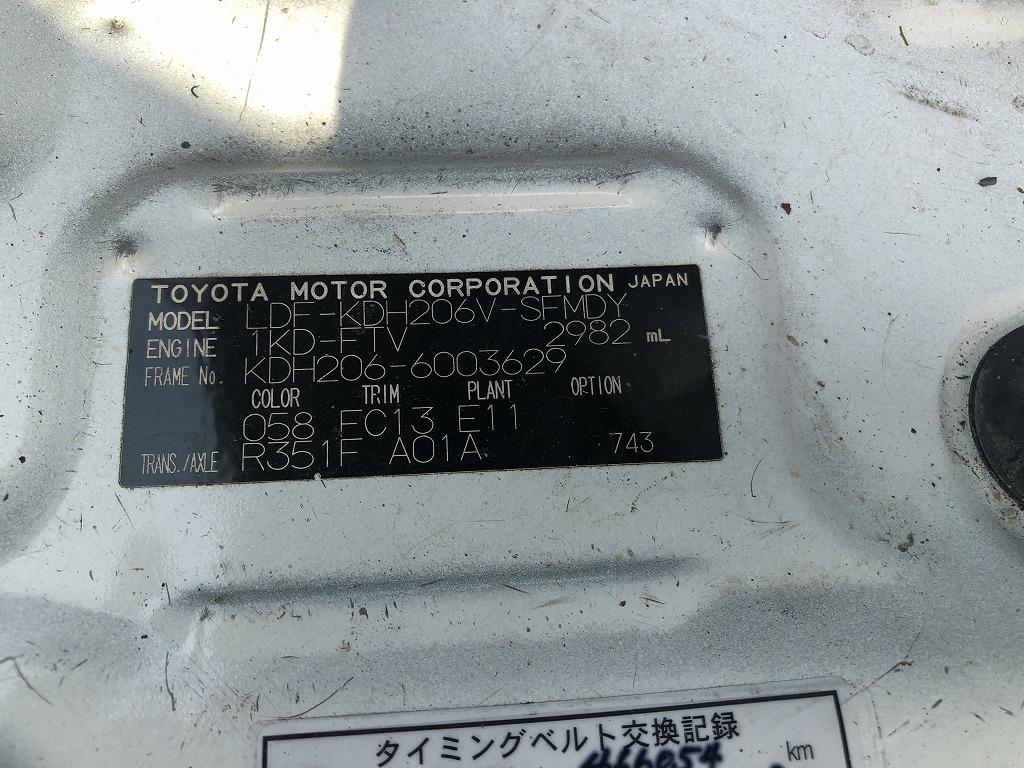 TOYOTA MOTOR CORPORATION JAPAN
MODEL LDF-KDH206V-SFMDY
ENGINE 1KD-FTV 2982 mL
FRAME No. KDH206-6003629
COLOR TRIM PLANT OPTION
058 FC13 E11
TRANS./AXLE R351F A01A 743
タイミングベルト交換記録
km